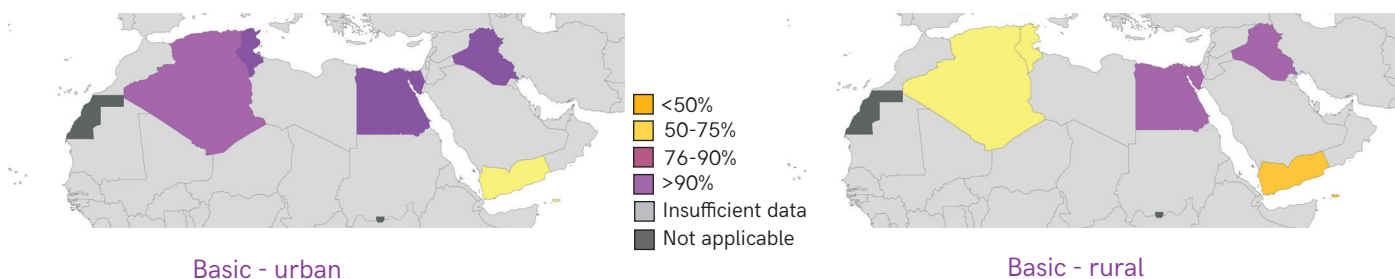 <50%
50-75%
76-90%
>90%
Insufficient data
Not applicable
Basic - urban
Basic - rural